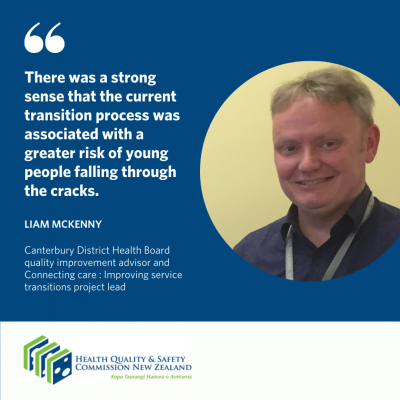 There was a strong
sense that the current
transition process was
associated with a
greater risk of young
people falling through
the cracks.
LIAM MCKENNY
Canterbury District Health Board
quality improvement advisor and
Connecting care : Improving service
transitions project lead
HEALTH QUALITY & SAFETY
COMMISSION NEW ZEALAND
Kupu Taurangi Hauora o Aotearoa